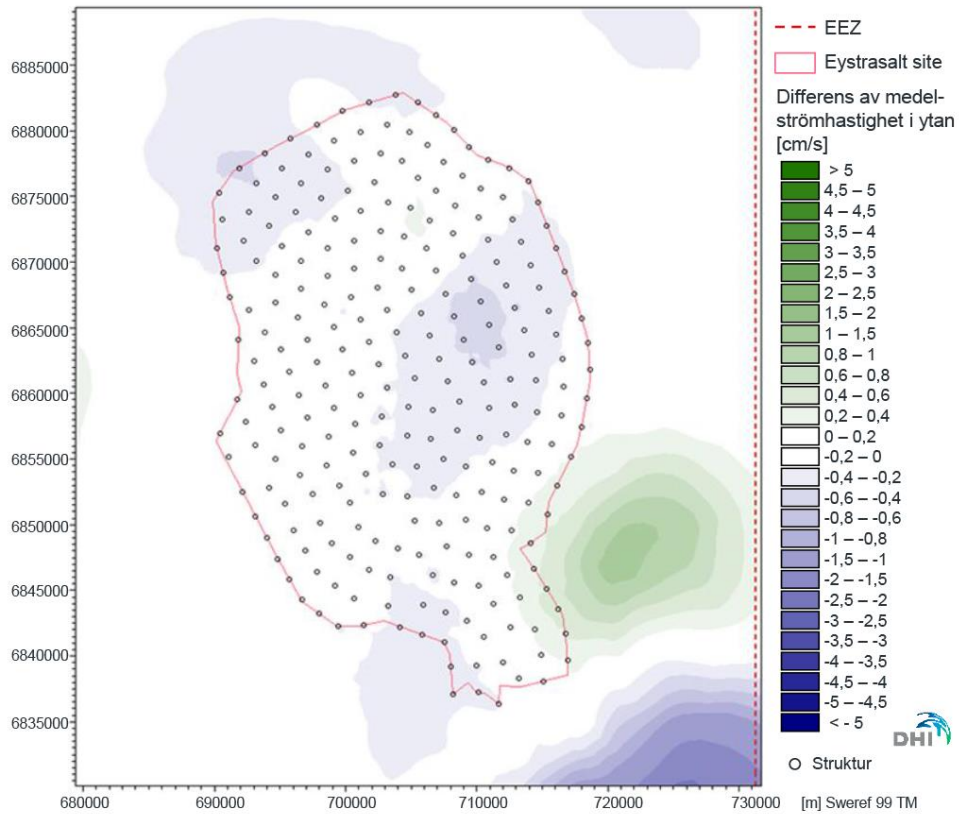 6885000
6880000
6875000
6870000
6865000
6860000
6855000
6850000
6845000
6840000
6835000
680000
690000
700000
710000
720000
730000
[m] Sweref 99 TM
EEZ
Eystrasalt site
Differens av medel-
strömhastighet i ytan
[cm/s]
> 5
4,5 – 5
4 – 4,5
3,5 – 4
3 – 3,5
2,5 – 3
2 – 2,5
1,5 – 2
1 – 1,5
0,8 – 1
0,6 – 0,8
0,4 – 0,6
0,2 – 0,4
0 – 0,2
-0,2 – 0
-0,4 – -0,2
-0,6 – -0,4
-0,8 – -0,6
-1 – -0,8
-1,5 – -1
-2 – -1,5
-2,5 – -2
-3 – -2,5
-3,5 – -3
-4 – -3,5
-4,5 – -4
-5 – -4,5
< - 5
DHI
Struktur